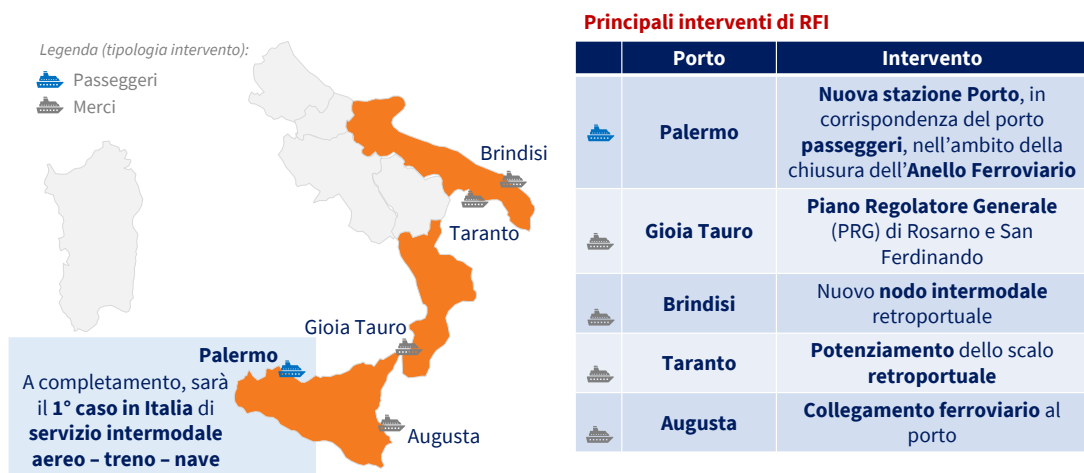 Legenda (tipologia intervento):
Passeggeri
Merci
Brindisi
Taranto
Gioia Tauro
Palermo
A completamento, sarà
il 1° caso in Italia di
servizio intermodale
aereo – treno – nave
Augusta
Principali interventi di RFI
Porto Intervento
Palermo
Nuova stazione Porto, in
corrispondenza del porto
passeggeri, nell’ambito della
chiusura dell’Anello Ferroviario
Gioia Tauro
Piano Regolatore Generale
(PRG) di Rosarno e San
Ferdinando
Brindisi
Nuovo nodo intermodale
retroportuale
Taranto
Potenziamento dello scalo
retroportuale
Augusta
Collegamento ferroviario al
porto